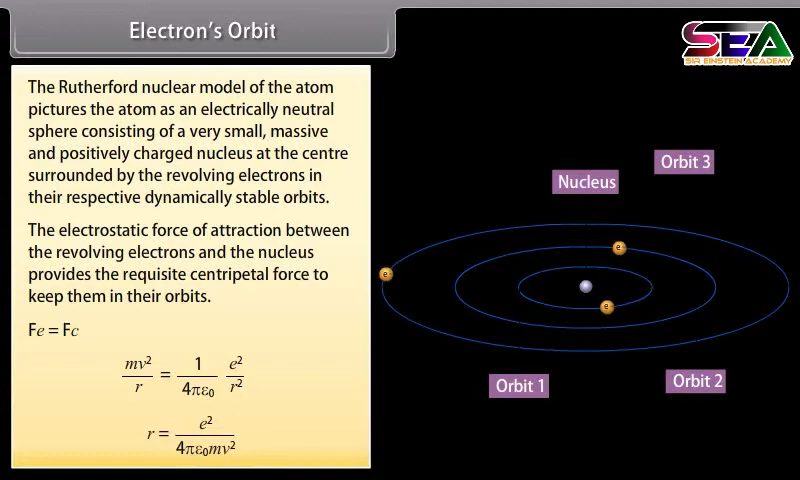 Electron's Orbit
SEA
SIR EINSTEIN ACADEMY
The Rutherford nuclear model of the atom
pictures the atom as an electrically neutral
sphere consisting of a very small, massive
and positively charged nucleus at the centre
surrounded by the revolving electrons in
their respective dynamically stable orbits.
The electrostatic force of attraction between
the revolving electrons and the nucleus
provides the requisite centripetal force to
keep them in their orbits.
Fe = Fc
mv²/r = 1/4πε₀ e²/r²
r = e²/4πε₀mv²
Orbit 3
Nucleus
e
e
e
Orbit 1
Orbit 2